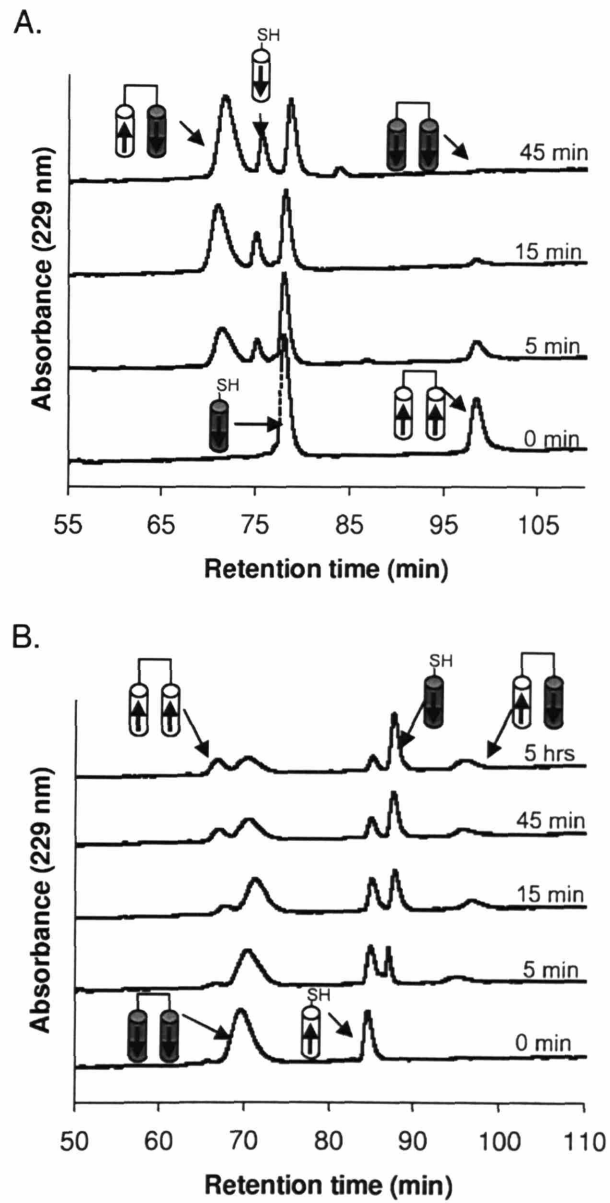 A.
SH
45 min
15 min
5 min
SH
0 min
Absorbance (229 nm)
55 65 75 85 95 105
Retention time (min)
B.
SH
5 hrs
45 min
15 min
5 min
SH
0 min
Absorbance (229 nm)
50 60 70 80 90 100 110
Retention time (min)